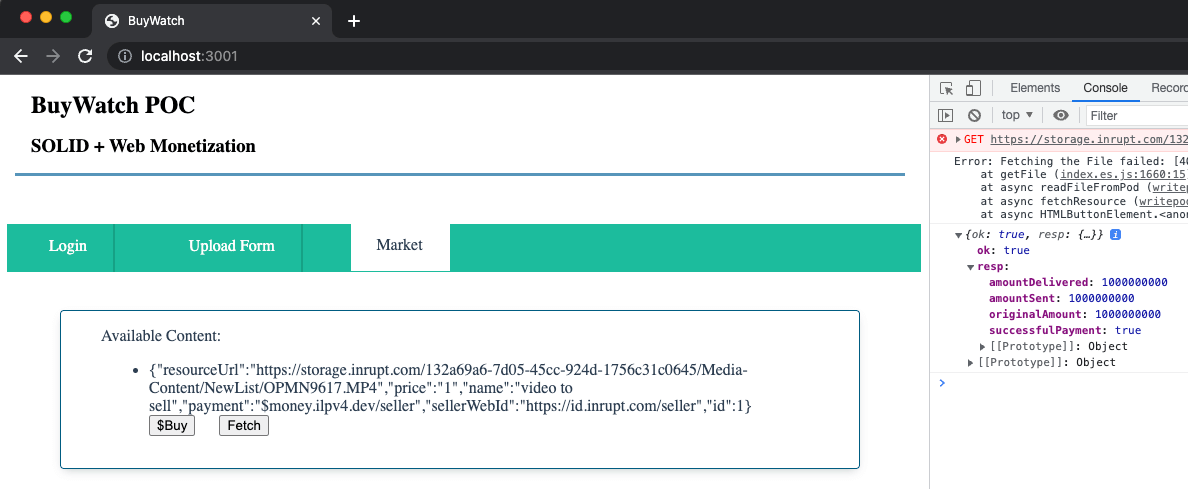 BuyWatch
localhost:3001
BuyWatch POC
SOLID + Web Monetization
Login
Upload Form
Market
Available Content:
{"resourceUrl":"https://storage.inrupt.com/132a69a6-7d05-45cc-924d-1756c31c0645/Media-
Content/NewList/OPMN9617.MP4","price":"1","name":"video to
sell","payment":"$money.ilpv4.dev/seller","sellerWebId":"https://id.inrupt.com/seller","id":1}
$Buy
Fetch
Elements
Console
Recor
top
Filter
GET https://storage.inrupt.com/132
Error: Fetching the File failed: [40
at getFile (index.es.js:1660:15
at async readFileFromPod (writep
at async fetchResource (writepod
at async HTMLButtonElement.<anon
{ok: true, resp: {…}}
ok: true
resp:
amountDelivered: 1000000000
amountSent: 1000000000
originalAmount: 1000000000
successfulPayment: true
[[Prototype]]: Object
[[Prototype]]: Object